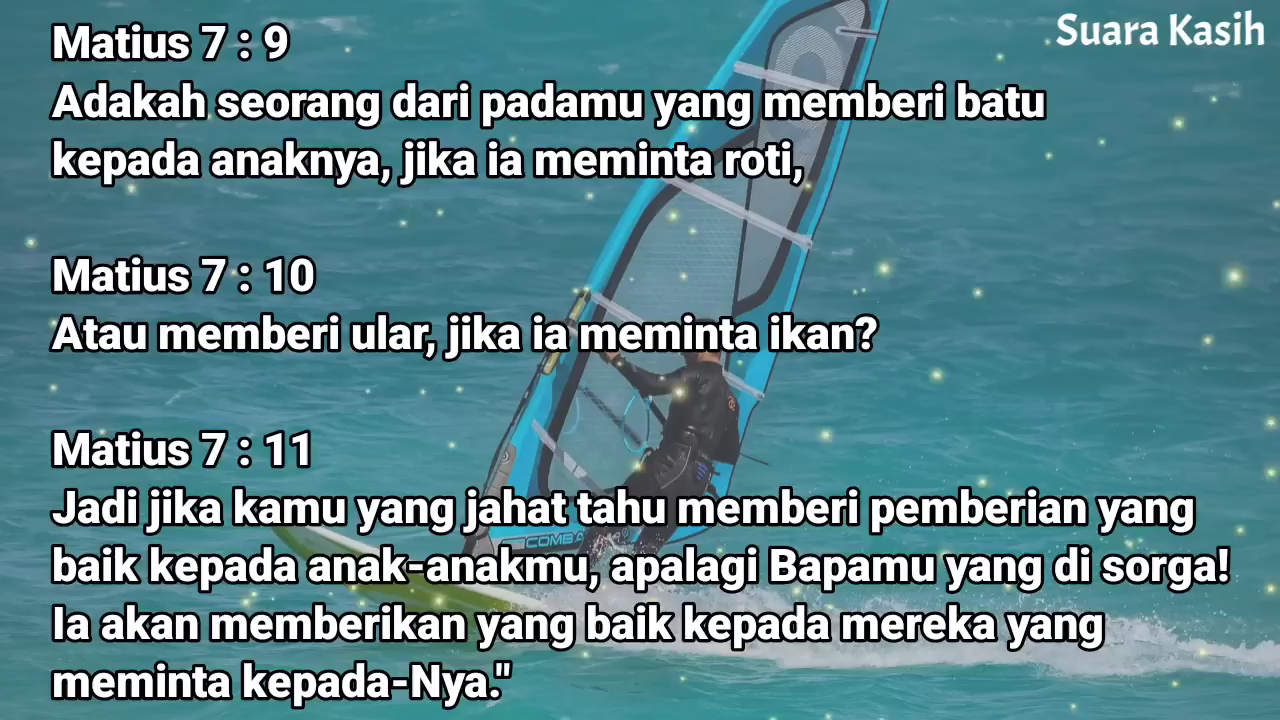 Suara Kasih
Matius 7 : 9
Adakah seorang dari padamu yang memberi batu
kepada anaknya, jika ia meminta roti,
Matius 7 : 10
Atau memberi ular, jika ia meminta ikan?
Matius 7 : 11
Jadi jika kamu yang jahat tahu memberi pemberian yang
baik kepada anak-anakmu, apalagi Bapamu yang di sorga!
Ia akan memberikan yang baik kepada mereka yang
meminta kepada-Nya."